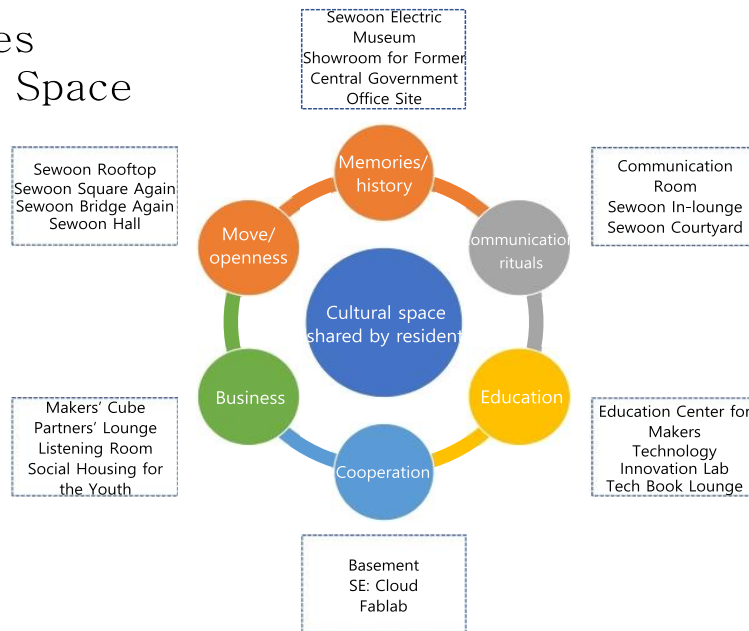 es
Space
Sewoon Electric
Museum
Showroom for Former
Central Government
Office Site
Sewoon Rooftop
Sewoon Square Again
Sewoon Bridge Again
Sewoon Hall
Memories/
history
Communication
Room
Sewoon In-lounge
Sewoon Courtyard
Move/
openness
ommunication
rituals
Cultural space
shared by resident
Business
Education
Makers' Cube
Partners' Lounge
Listening Room
Social Housing for
the Youth
Cooperation
Education Center for
Makers
Technology
Innovation Lab
Tech Book Lounge
Basement
SE: Cloud
Fablab